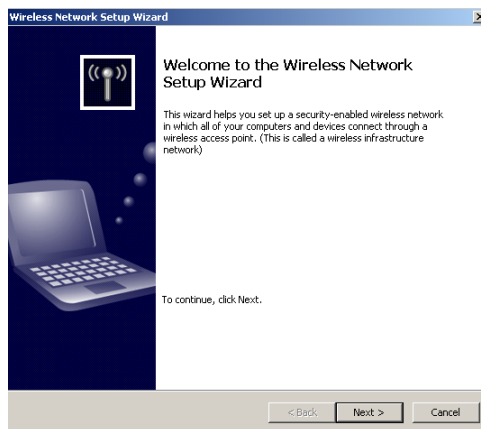 Wireless Network Setup Wizard
Welcome to the Wireless Network
Setup Wizard
This wizard helps you set up a security-enabled wireless network
in which all of your computers and devices connect through a
wireless access point. (This is called a wireless infrastructure
network)
To continue, click Next.
< Back Next > Cancel